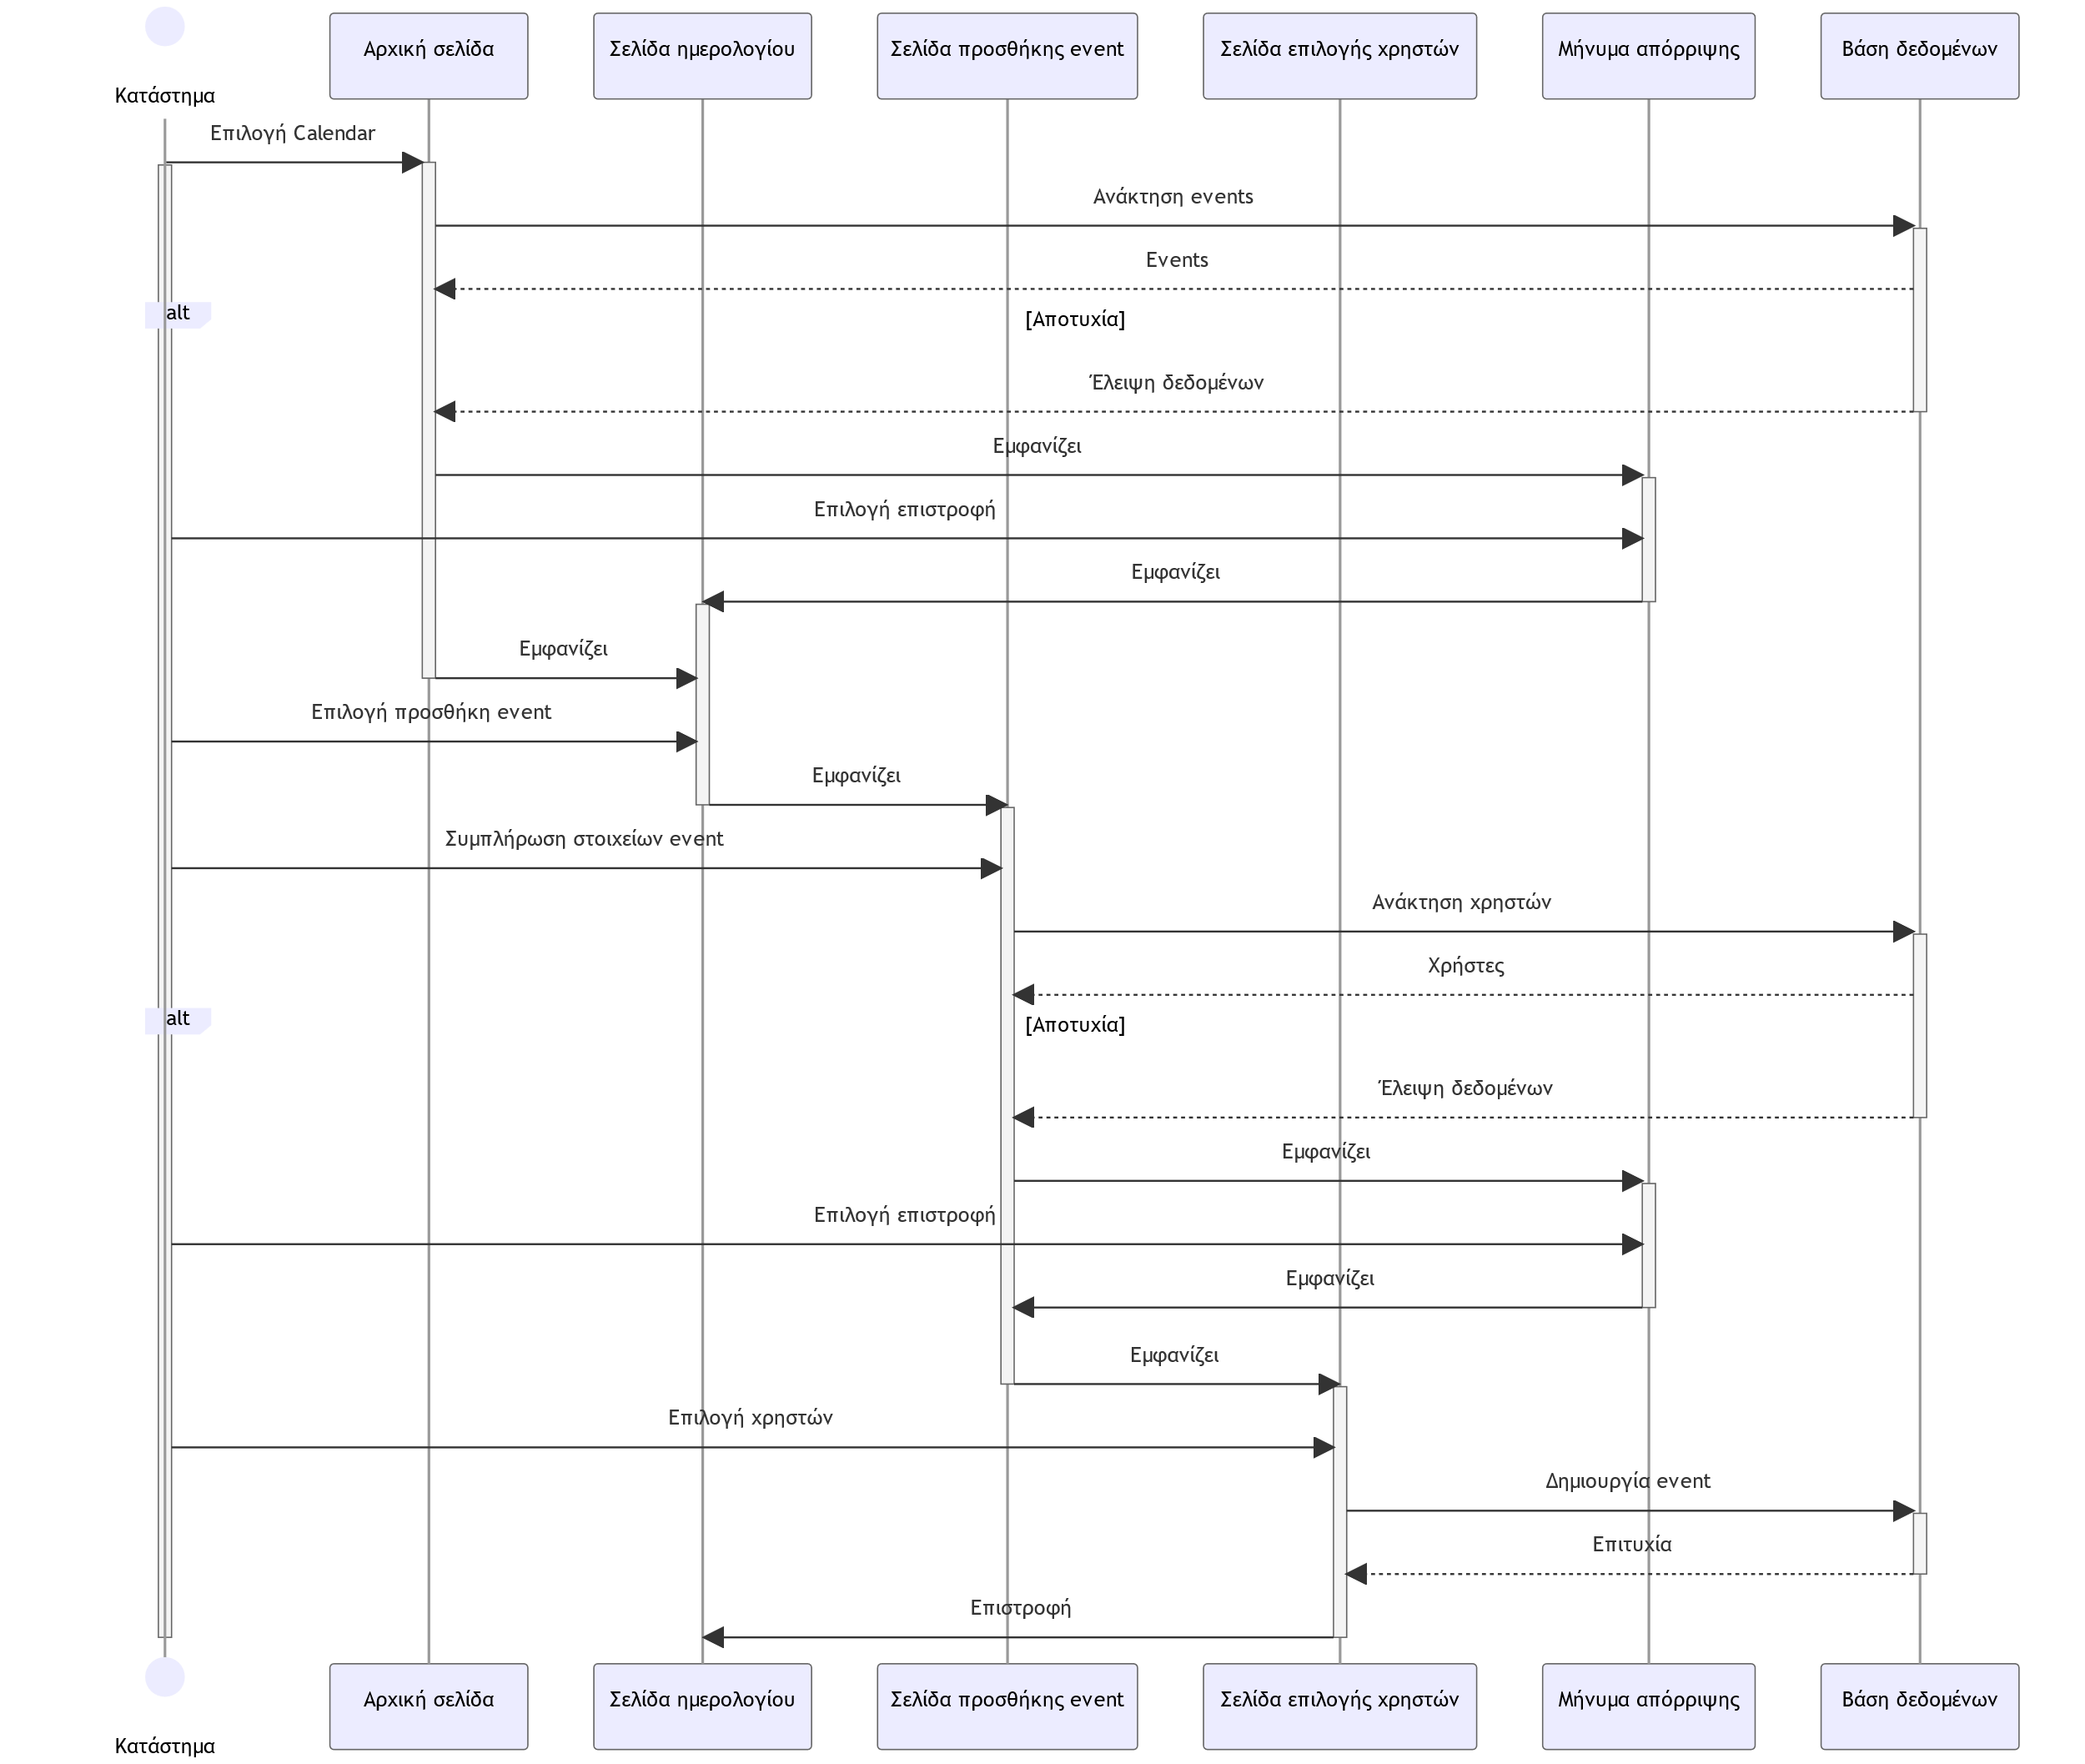 Κατάστημα
Αρχική σελίδα
Σελίδα ημερολογίου
Σελίδα προσθήκης event
Σελίδα επιλογής χρηστών
Μήνυμα απόρριψης
Βάση δεδομένων
Επιλογή Calendar
Ανάκτηση events
Events
alt
[Αποτυχία]
Έλειψη δεδομένων
Εμφανίζει
Επιλογή επιστροφή
Εμφανίζει
Εμφανίζει
Επιλογή προσθήκη event
Εμφανίζει
Συμπλήρωση στοιχείων event
Ανάκτηση χρηστών
Χρήστες
alt
[Αποτυχία]
Έλειψη δεδομένων
Εμφανίζει
Επιλογή επιστροφή
Εμφανίζει
Εμφανίζει
Επιλογή χρηστών
Δημιουργία event
Επιτυχία
Επιστροφή
Αρχική σελίδα
Σελίδα ημερολογίου
Σελίδα προσθήκης event
Σελίδα επιλογής χρηστών
Μήνυμα απόρριψης
Βάση δεδομένων
Κατάστημα